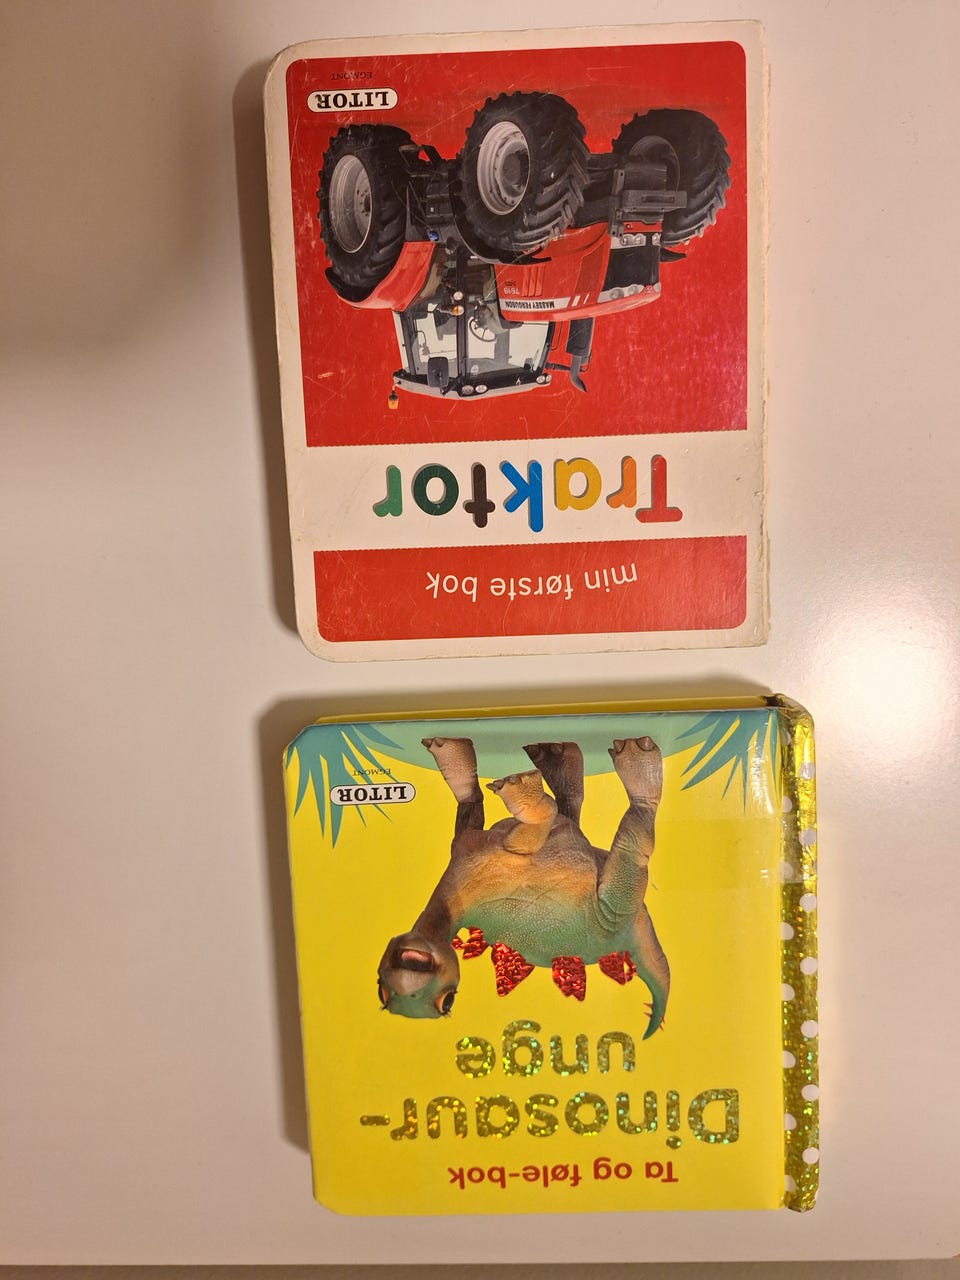 Ta og føle-bok
Dinosaur-
unge
LITOR
EGMONT
min første bok
Traktor
MASSEY FERGUSON
LITOR
EGMONT